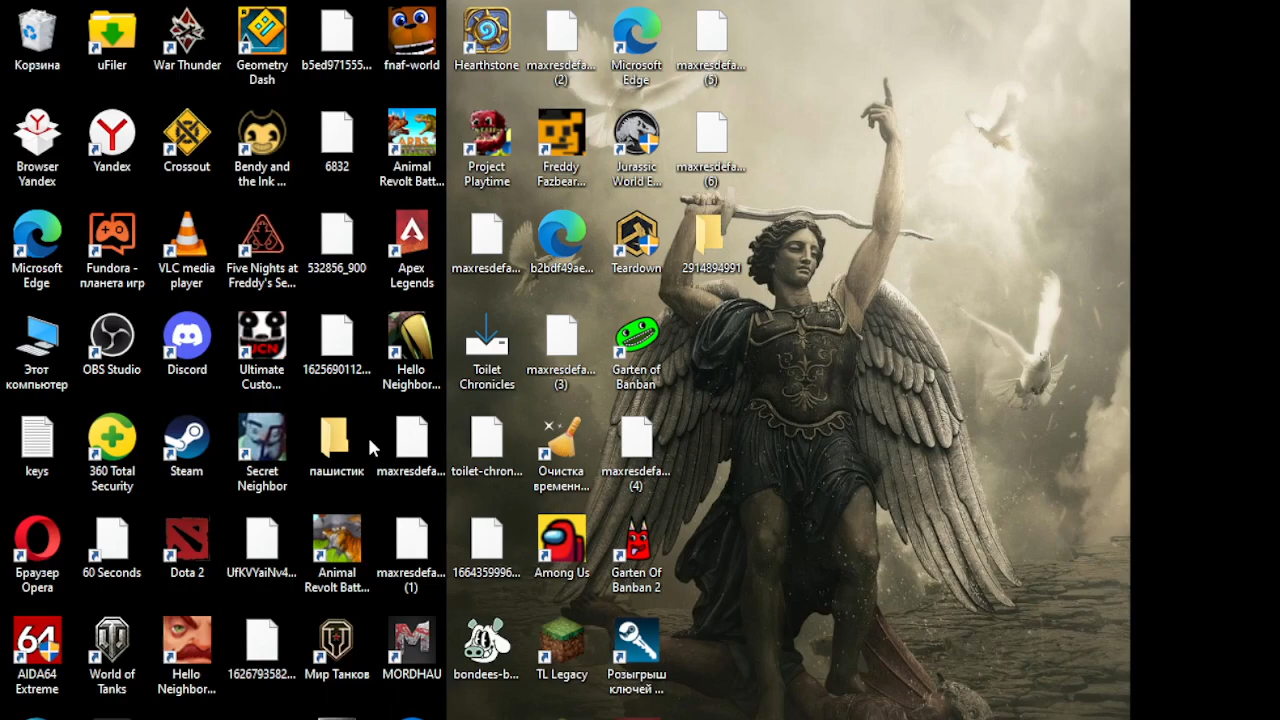 Корзина
uFiler
War Thunder
Geometry
Dash
b5ed971555...
fnaf-world
Hearthstone
maxresdefa...
(2)
Microsoft
Edge
maxresdefa...
(5)
Browser
Yandex
Yandex
Crossout
Bendy and
the Ink ...
6832
Animal
Revolt Batt...
Project
Playtime
Freddy
Fazbear...
Jurassic
World E...
maxresdefa...
(6)
Microsoft
Edge
Fundora -
планета игр
VLC media
player
Five Nights at
Freddy's Se...
532856_900
Apex
Legends
maxresdefa...
b2bdf49ae...
Teardown
2914894991
Этот
компьютер
OBS Studio
Discord
UCN
Ultimate
Custo...
1625690112...
Hello
Neighbor...
Toilet
Chronicles
maxresdefa...
(3)
Garten of
Banban
keys
360 Total
Security
Steam
Secret
Neighbor
пашистик
maxresdefa...
toilet-chron...
Очистка
временн...
maxresdefa...
(4)
Браузер
Opera
60 Seconds
Dota 2
UfKVYaiNv4...
Animal
Revolt Batt...
maxresdefa...
(1)
1664359996...
Among Us
Garten Of
Banban 2
64
AIDA64
Extreme
World of
Tanks
Hello
Neighbor...
1626793582...
Мир Танков
MORDHAU
bondees-b...
TL Legacy
Розыгрыш
ключей ...